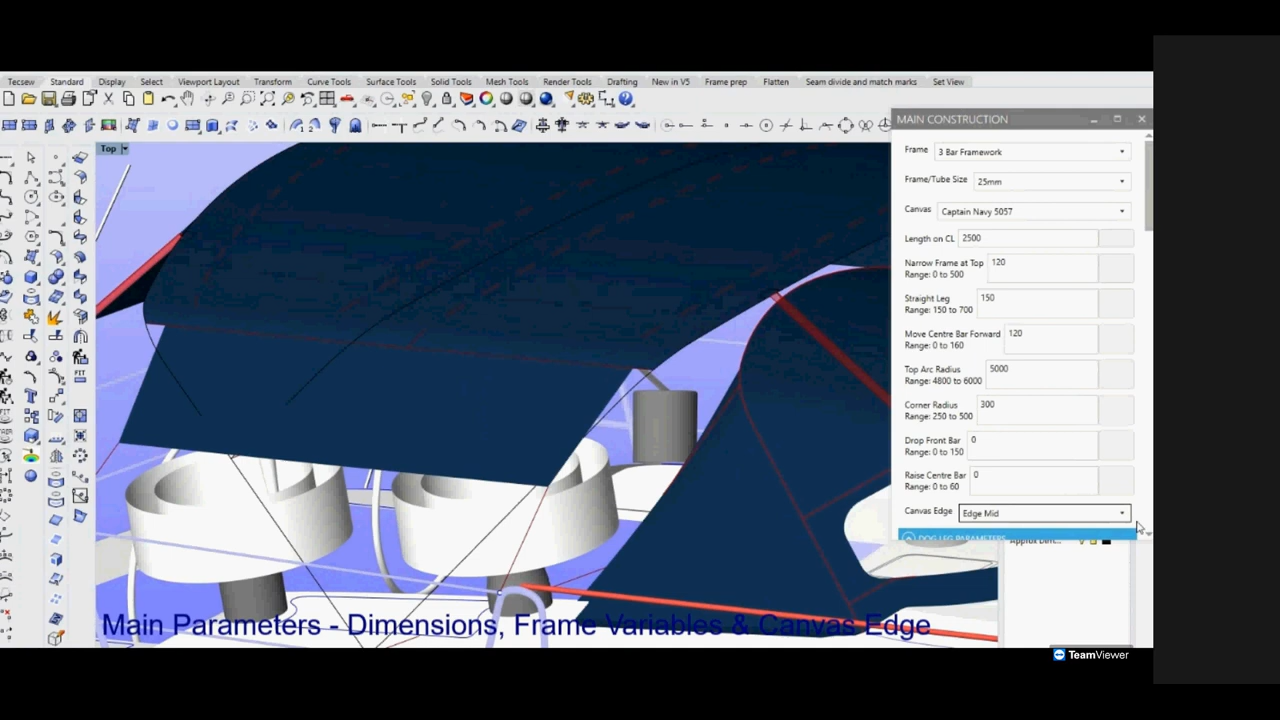 Tecsew Standard Display Select Viewport Layout Transform Curve Tools Surface Tools Solid Tools Mesh Tools Render Tools Drafting New in V5 Frame prep Flatten Seam divide and match marks Set View
MAIN CONSTRUCTION
Top
Frame 3 Bar Framework
Frame/Tube Size 25mm
Canvas Captain Navy 5057
Length on CL 2500
Narrow Frame at Top 120
Range: 0 to 500
Straight Leg 150
Range: 150 to 700
Move Centre Bar Forward 120
Range: 0 to 160
Top Arc Radius 5000
Range: 4800 to 6000
Corner Radius 300
Range: 250 to 500
Drop Front Bar 0
Range: 0 to 150
Raise Centre Bar 0
Range: 0 to 60
Canvas Edge Edge Mid
DOG LEG PARAMETERS
Approx Dim...
FIT
Main Parameters - Dimensions, Frame Variables & Canvas Edge
TeamViewer